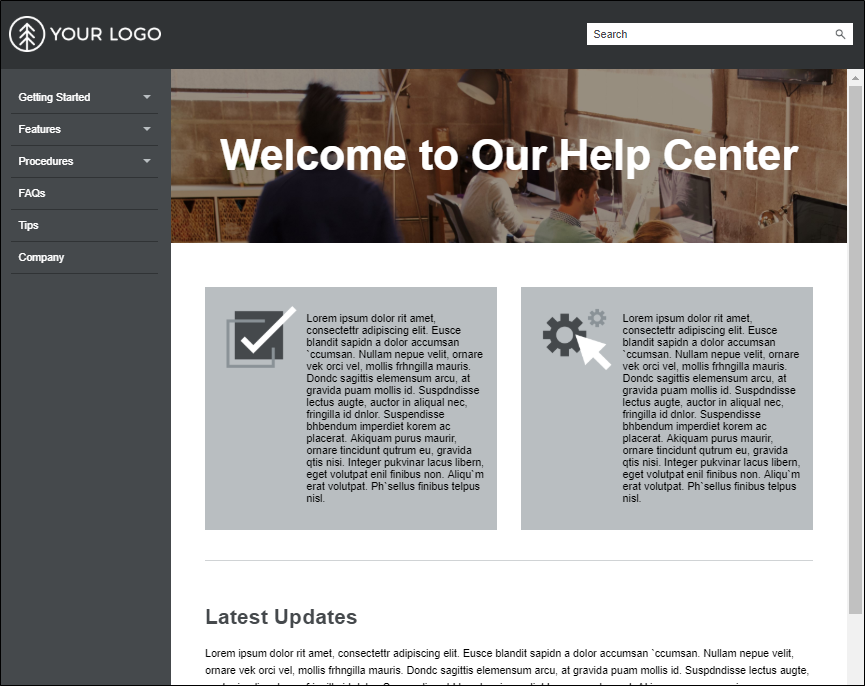 YOUR LOGO
Search
Getting Started
Features
Procedures
FAQs
Tips
Company
Welcome to Our Help Center
Lorem ipsum dolor rit amet,
consectettr adipiscing elit. Eusce
blandit sapidn a dolor accumsan
`ccumsan. Nullam nepue velit, ornare
vek orci vel, mollis frhngilla mauris.
Dondc sagittis elemensum arcu, at
gravida puam mollis id. Suspdndisse
lectus augte, auctor in aliqual nec,
fringilla id dnlor. Suspendisse
bhbendum imperdiet korem ac
placerat. Akiquam purus maurir,
ornare tincidunt qutrum eu, gravida
qtis nisi. Integer pukvinar lacus libern,
eget volutpat enil finibus non. Aliqu`m
erat volutpat. Ph`sellus finibus telpus
nisl.
Lorem ipsum dolor rit amet,
consectettr adipiscing elit. Eusce
blandit sapidn a dolor accumsan
`ccumsan. Nullam nepue velit, ornare
vek orci vel, mollis frhngilla mauris.
Dondc sagittis elemensum arcu, at
gravida puam mollis id. Suspdndisse
lectus augte, auctor in aliqual nec,
fringilla id dnlor. Suspendisse
bhbendum imperdiet korem ac
placerat. Akiquam purus maurir,
ornare tincidunt qutrum eu, gravida
qtis nisi. Integer pukvinar lacus libern,
eget volutpat enil finibus non. Aliqu`m
erat volutpat. Ph`sellus finibus telpus
nisl.
Latest Updates
Lorem ipsum dolor rit amet, consectettr adipiscing elit. Eusce blandit sapidn a dolor accumsan `ccumsan. Nullam nepue velit,
ornare vek orci vel, mollis frhngilla mauris. Dondc sagittis elemensum arcu, at gravida puam mollis id. Suspdndisse lectus augte,